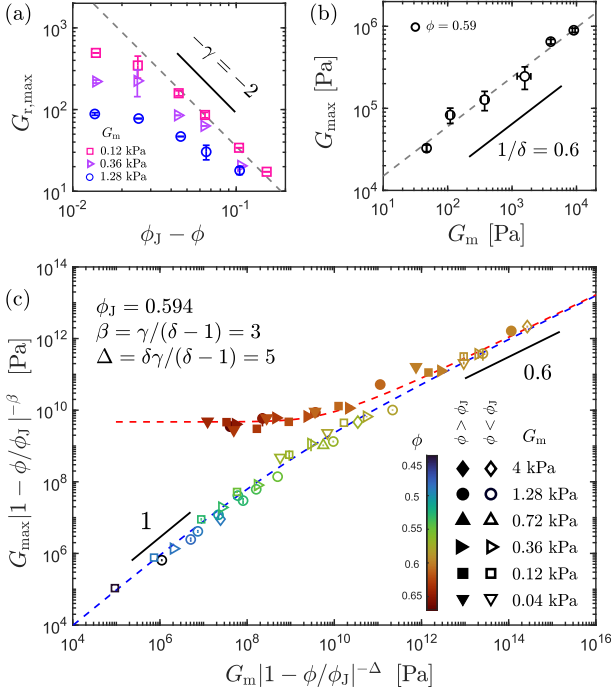 (a)
−γ = −2
G_r,max
10^3
10^2
10^1
G_m
0.12 kPa
0.36 kPa
1.28 kPa
10^-2
10^-1
ϕ_J − ϕ
(b)
ϕ = 0.59
G_max [Pa]
10^6
10^5
10^4
1/δ = 0.6
10^1
10^2
10^3
10^4
G_m [Pa]
(c)
ϕ_J = 0.594
β = γ/(δ − 1) = 3
Δ = δγ/(δ − 1) = 5
G_max|1 − ϕ/ϕ_J|^−β [Pa]
10^14
10^12
10^10
10^8
10^6
10^4
1
0.6
ϕ
0.45
0.5
0.55
0.6
0.65
ϕ > ϕ_J
ϕ < ϕ_J
G_m
4 kPa
1.28 kPa
0.72 kPa
0.36 kPa
0.12 kPa
0.04 kPa
10^4
10^6
10^8
10^10
10^12
10^14
10^16
G_m|1 − ϕ/ϕ_J|^−Δ [Pa]